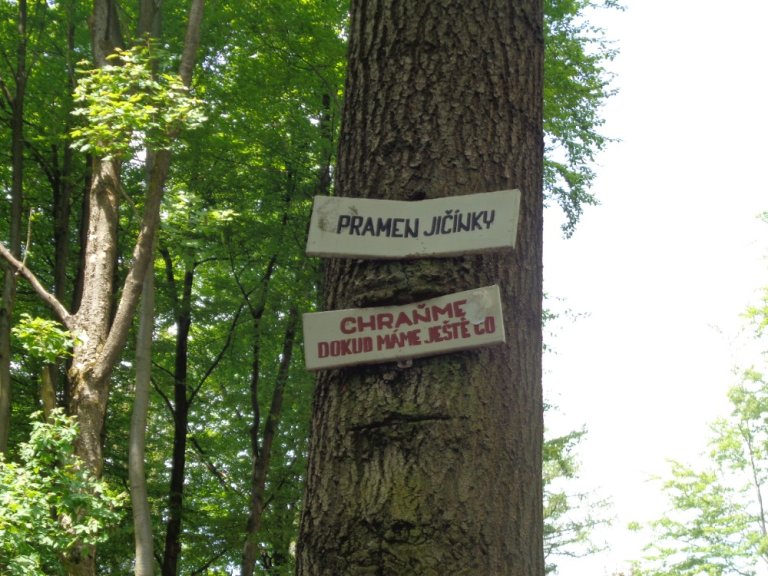 PRAMEN JIČÍNKY
CHRAŇME
DOKUD MÁME JEŠTĚ CO